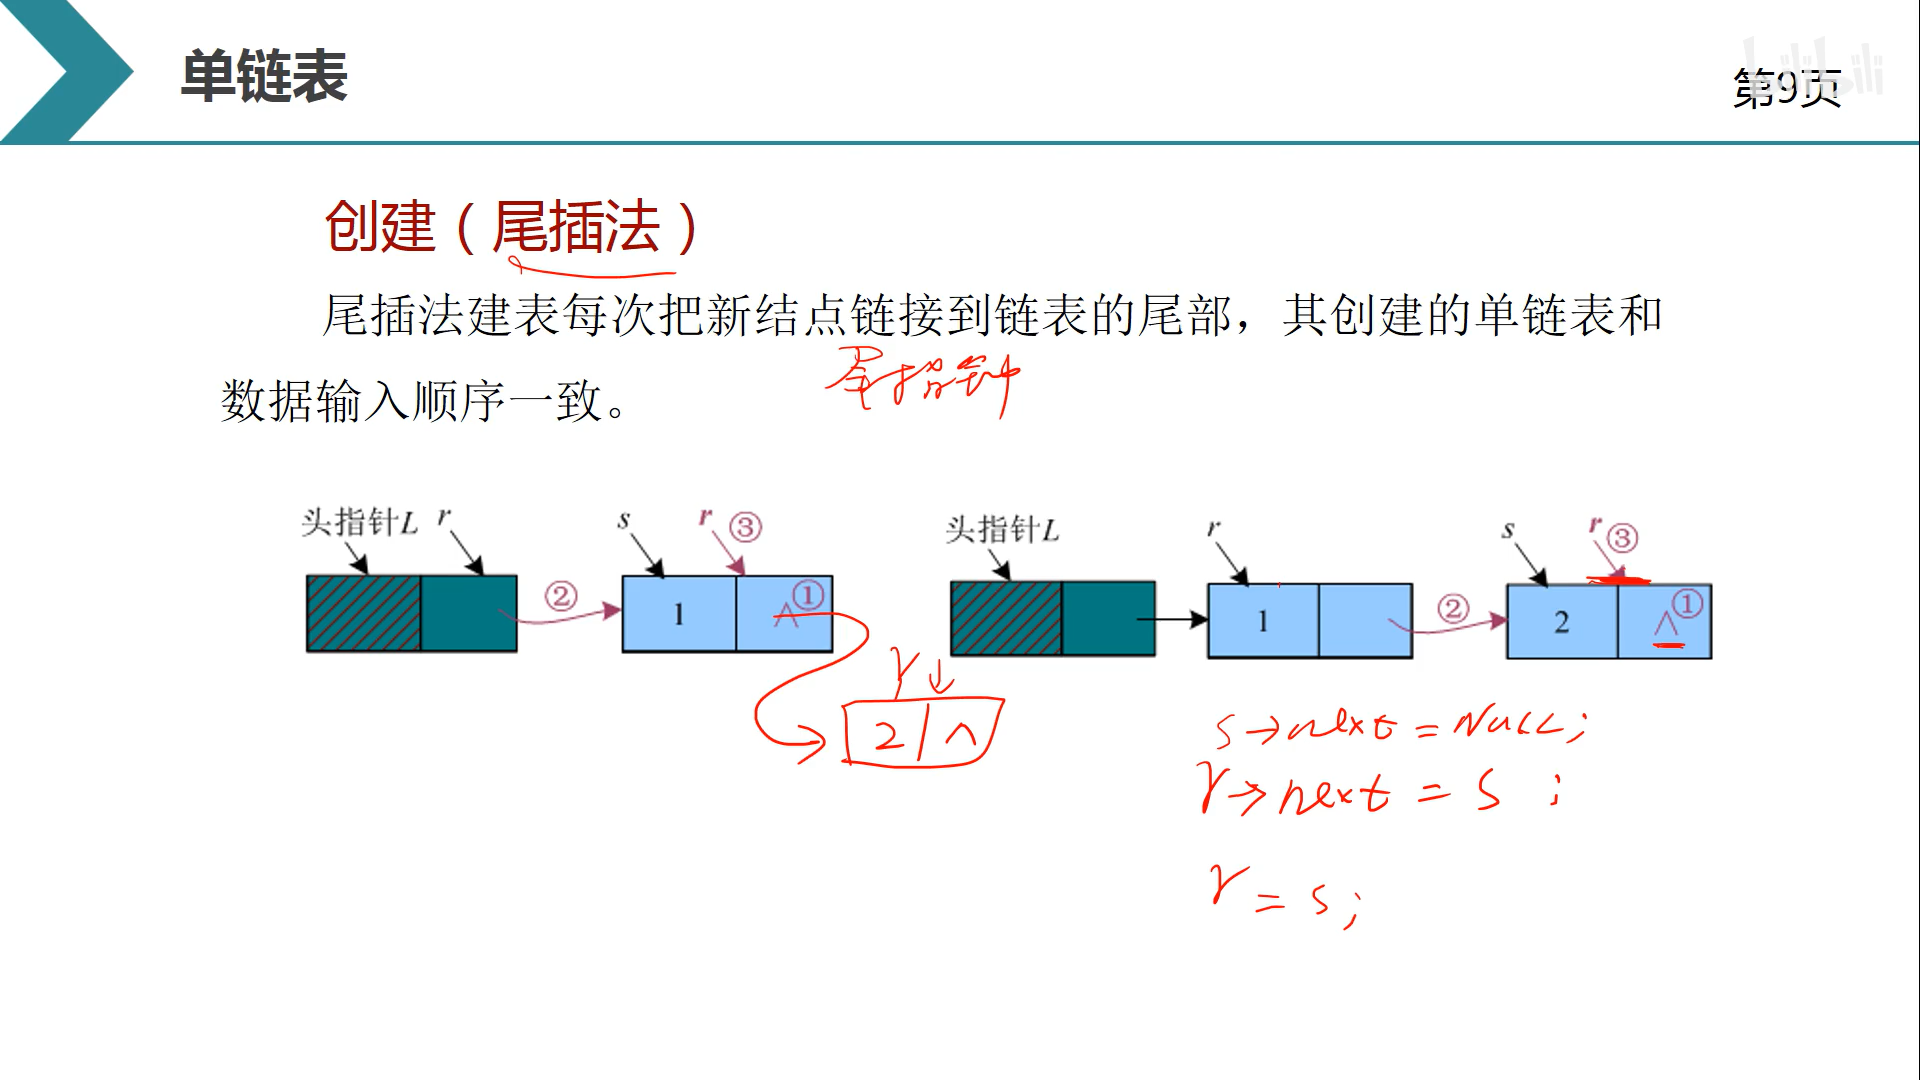 单链表
第9页
bilibili
创建（尾插法）
尾插法建表每次把新结点链接到链表的尾部，其创建的单链表和
数据输入顺序一致。
尾指针
头指针L r s r ③
② 1 ∧ ①
头指针L r s r ③
1 ② 2 ∧ ①
r
2 ∧
s→next = NULL;
r→next = s ;
r = s ;